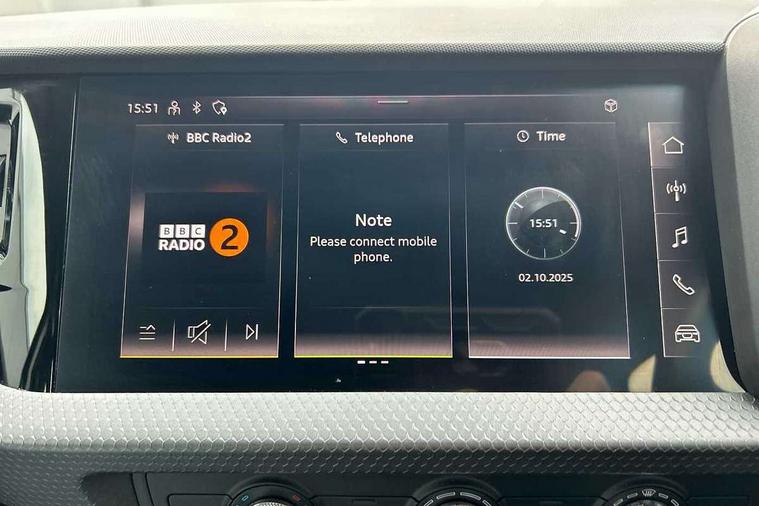 15:51
BBC Radio2
Telephone
Time
BBC
RADIO 2
Note
Please connect mobile
phone.
15:51
02.10.2025